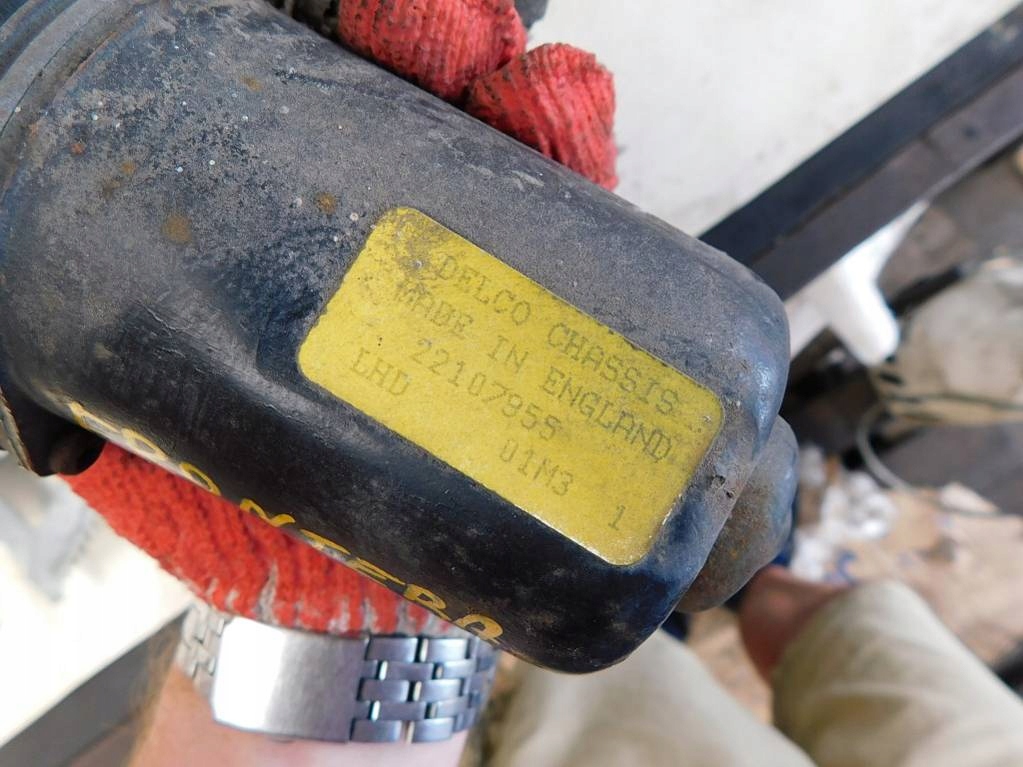 DELCO CHASSIS
MADE IN ENGLAND
22107955
LHD 01M3
1